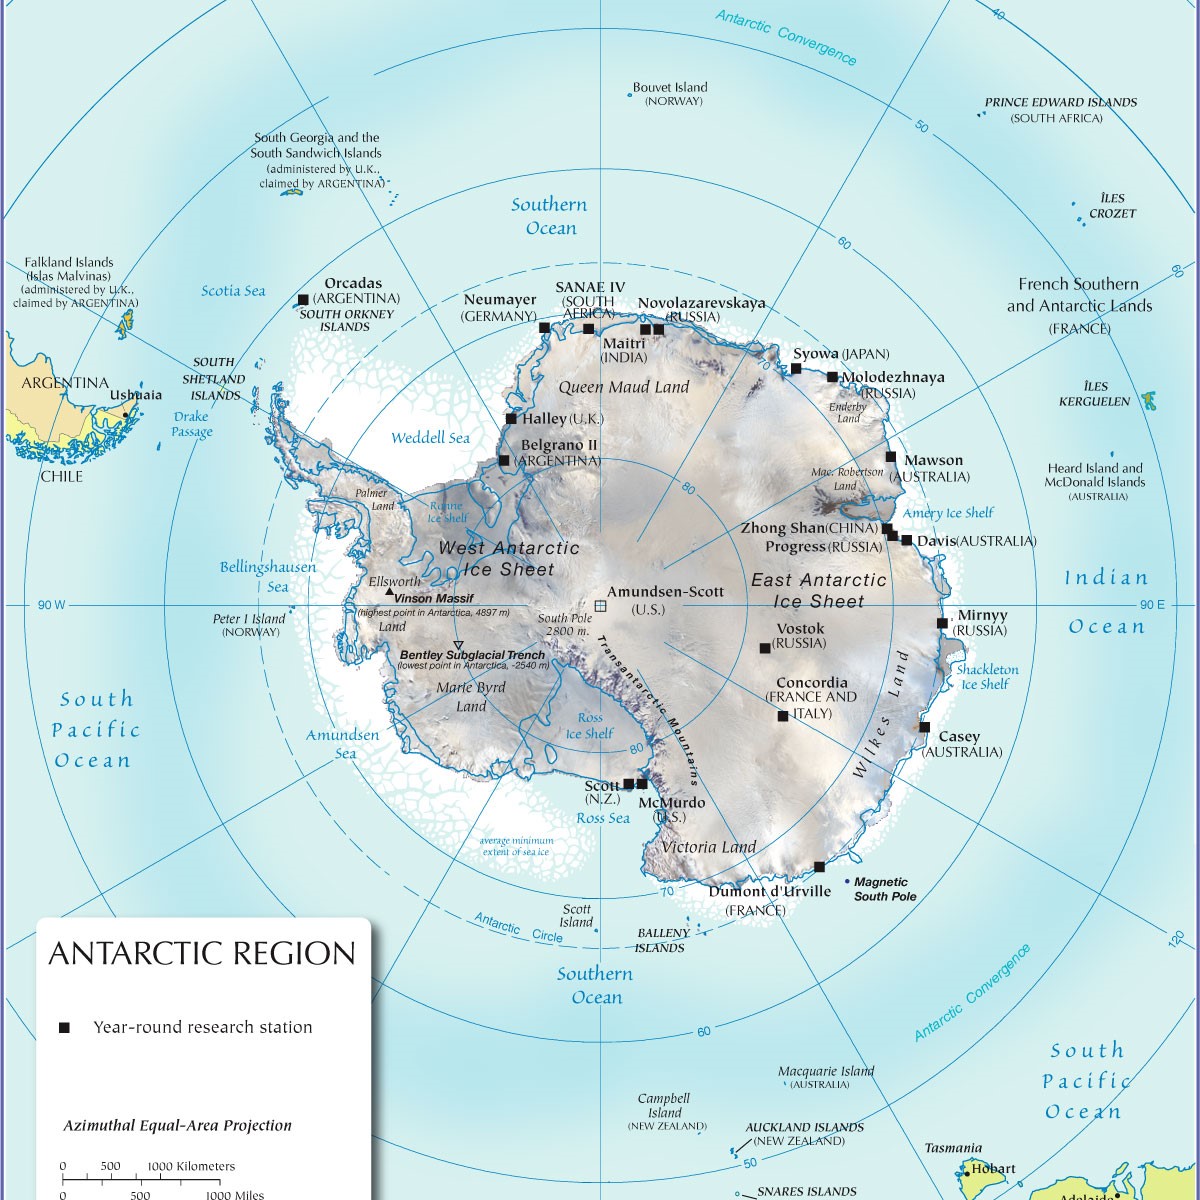 Antarctic Convergence
40
Bouvet Island
(NORWAY)
PRINCE EDWARD ISLANDS
(SOUTH AFRICA)
50
South Georgia and the
South Sandwich Islands
(administered by U.K.,
claimed by ARGENTINA)
ÎLES
CROZET
Southern
Ocean
60
60
Falkland Islands
(Islas Malvinas)
(administered by U.K.,
claimed by ARGENTINA)
Scotia Sea
Orcadas
(ARGENTINA)
SOUTH ORKNEY
ISLANDS
Neumayer
(GERMANY)
SANAE IV
(SOUTH
AFRICA)
Novolazarevskaya
(RUSSIA)
Maitri
(INDIA)
French Southern
and Antarctic Lands
(FRANCE)
SOUTH
SHETLAND
ISLANDS
ARGENTINA
Ushuaia
Drake
Passage
CHILE
Syowa (JAPAN)
70
Molodezhnaya
(RUSSIA)
Enderby
Land
Queen Maud Land
ÎLES
KERGUELEN
Halley (U.K.)
Weddell Sea
Belgrano II
(ARGENTINA)
Mawson
(AUSTRALIA)
Mac. Robertson
Land
Heard Island and
McDonald Islands
(AUSTRALIA)
80
Palmer
Land
Ronne
Ice Shelf
Amery Ice Shelf
Zhong Shan (CHINA)
Progress (RUSSIA)
Davis (AUSTRALIA)
West Antarctic
Ice Sheet
East Antarctic
Ice Sheet
Bellingshausen
Sea
Ellsworth
Land
Vinson Massif
(highest point in Antarctica, 4897 m)
Amundsen-Scott
(U.S.)
South Pole
2800 m.
Indian
Ocean
90 W
90 E
Peter I Island
(NORWAY)
Mirnyy
(RUSSIA)
Vostok
(RUSSIA)
Bentley Subglacial Trench
(lowest point in Antarctica, -2540 m)
Transantarctic Mountains
Shackleton
Ice Shelf
Marie Byrd
Land
Concordia
(FRANCE AND
ITALY)
Wilkes Land
South
Pacific
Ocean
Ross
Ice Shelf
80
Amundsen
Sea
Casey
(AUSTRALIA)
Scott
(N.Z.)
McMurdo
(U.S.)
Ross Sea
average minimum
extent of sea ice
Victoria Land
70
Dumont d'Urville
(FRANCE)
Magnetic
South Pole
Scott
Island
Antarctic Circle
BALLENY
ISLANDS
120
Southern
Ocean
Antarctic Convergence
60
ANTARCTIC REGION
Year-round research station
Azimuthal Equal-Area Projection
0 500 1000 Kilometers
0 500 1000 Miles
Macquarie Island
(AUSTRALIA)
South
Pacific
Ocean
Campbell
Island
(NEW ZEALAND)
AUCKLAND ISLANDS
(NEW ZEALAND)
50
Tasmania
Hobart
SNARES ISLANDS
Adelaide